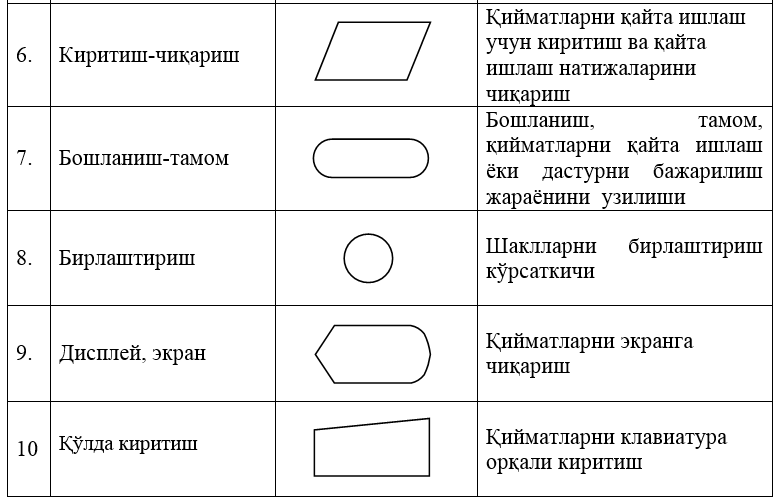 6.
Киритиш-чиқариш
Қийматларни қайта ишлаш
учун киритиш ва қайта
ишлаш натижаларини
чиқариш
7.
Бошланиш-тамом
Бошланиш, тамом,
қийматларни қайта ишлаш
ёки дастурни бажарилиш
жараёнини узилиши
8.
Бирлаштириш
Шаклларни бирлаштириш
кўрсаткичи
9.
Дисплей, экран
Қийматларни экранга
чиқариш
10
Қўлда киритиш
Қийматларни клавиатура
орқали киритиш